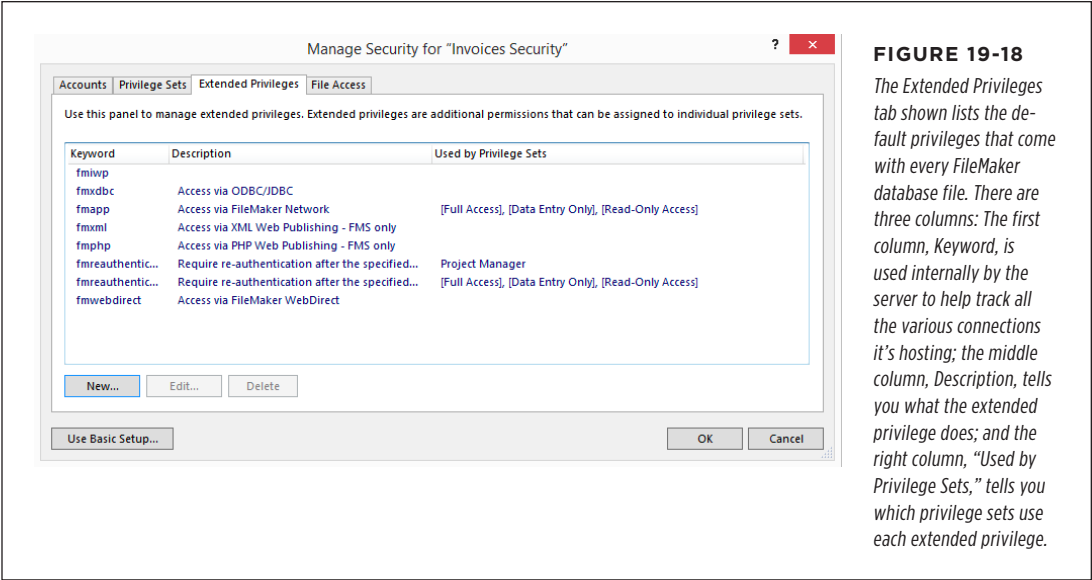 Manage Security for "Invoices Security"
?
×
Accounts
Privilege Sets
Extended Privileges
File Access
Use this panel to manage extended privileges. Extended privileges are additional permissions that can be assigned to individual privilege sets.
Keyword Description Used by Privilege Sets
fmiwp
fmxdbc Access via ODBC/JDBC
fmapp Access via FileMaker Network [Full Access], [Data Entry Only], [Read-Only Access]
fmxml Access via XML Web Publishing - FMS only
fmphp Access via PHP Web Publishing - FMS only
fmreauthentic... Require re-authentication after the specified... Project Manager
fmreauthentic... Require re-authentication after the specified... [Full Access], [Data Entry Only], [Read-Only Access]
fmwebdirect Access via FileMaker WebDirect
New...
Edit...
Delete
Use Basic Setup...
OK
Cancel
FIGURE 19-18
The Extended Privileges
tab shown lists the de-
fault privileges that come
with every FileMaker
database file. There are
three columns: The first
column, Keyword, is
used internally by the
server to help track all
the various connections
it's hosting; the middle
column, Description, tells
you what the extended
privilege does; and the
right column, "Used by
Privilege Sets," tells you
which privilege sets use
each extended privilege.